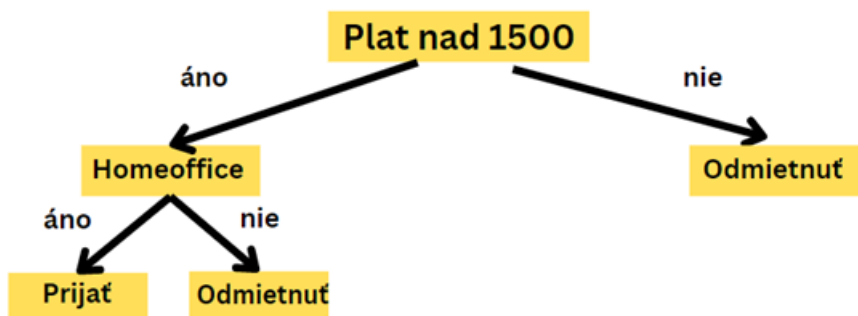 Plat nad 1500
áno
nie
Homeoffice
Odmietnuť
áno
nie
Prijať
Odmietnuť